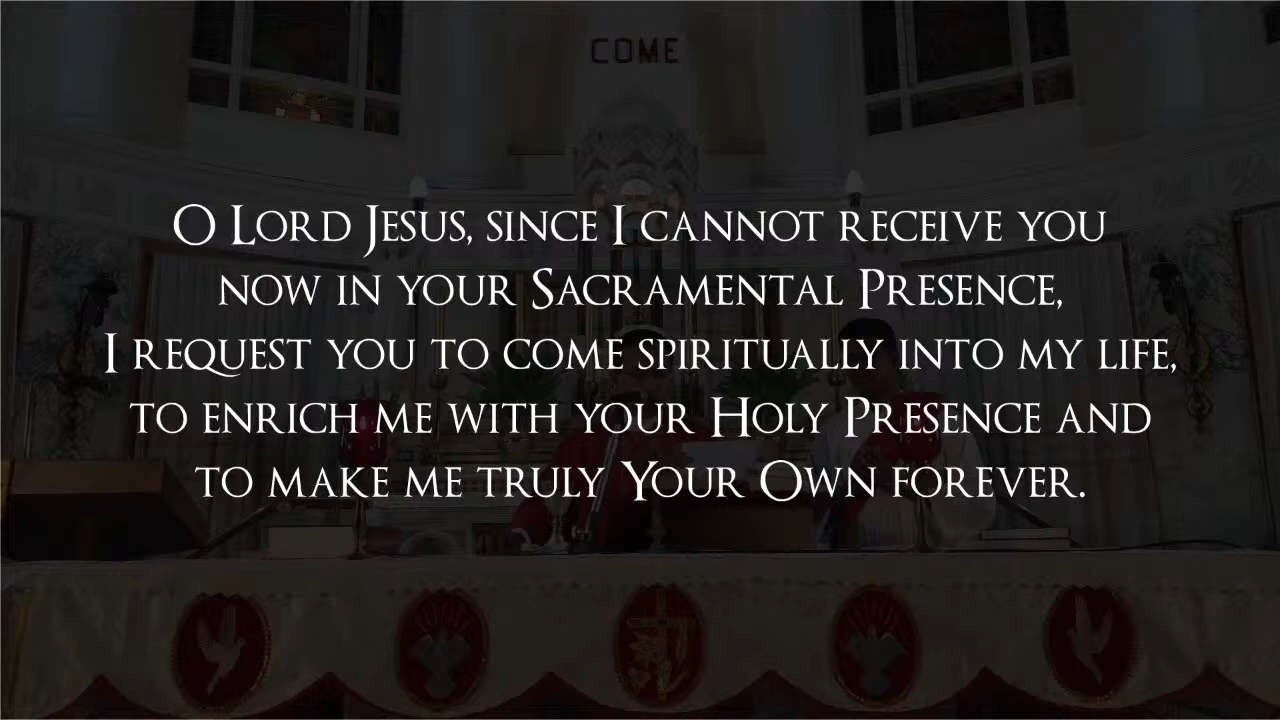 COME
O Lord Jesus, since I cannot receive you
now in your Sacramental Presence,
I request you to come spiritually into my life,
to enrich me with your Holy Presence and
to make me truly Your Own forever.